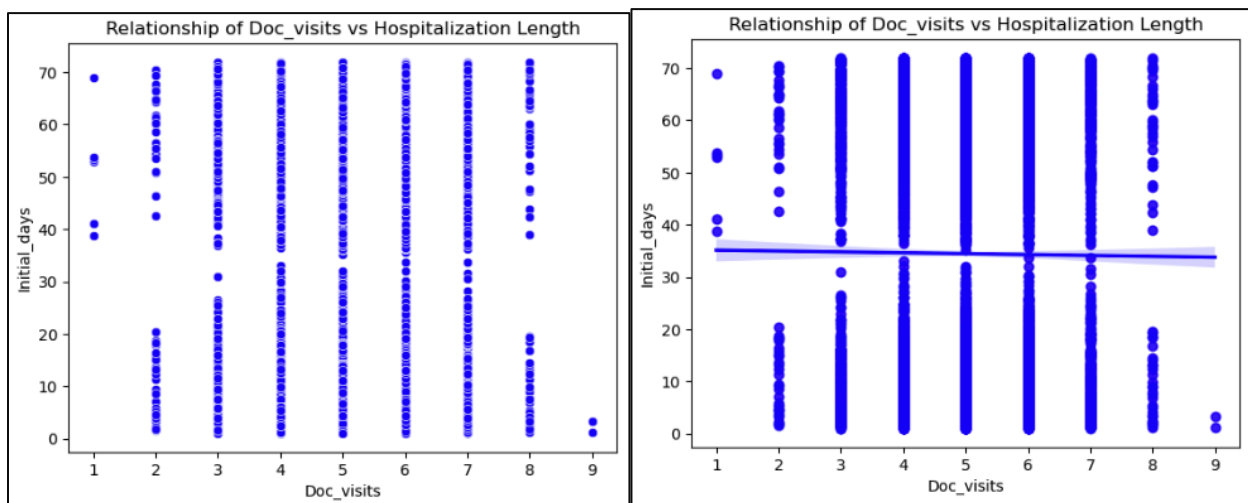 Relationship of Doc_visits vs Hospitalization Length
70
60
50
40
30
20
10
0
Initial_days
1 2 3 4 5 6 7 8 9
Doc_visits
Relationship of Doc_visits vs Hospitalization Length
70
60
50
40
30
20
10
0
Initial_days
1 2 3 4 5 6 7 8 9
Doc_visits